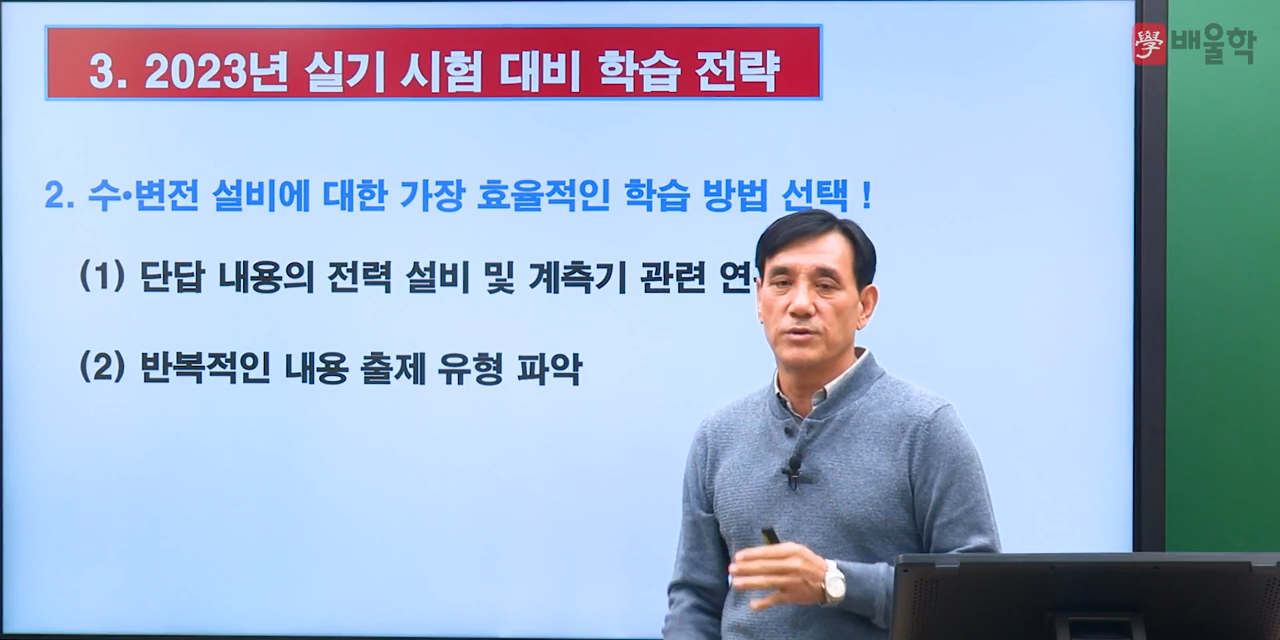 學 배울학
3. 2023년 실기 시험 대비 학습 전략
2. 수•변전 설비에 대한 가장 효율적인 학습 방법 선택 !
(1) 단답 내용의 전력 설비 및 계측기 관련
(2) 반복적인 내용 출제 유형 파악